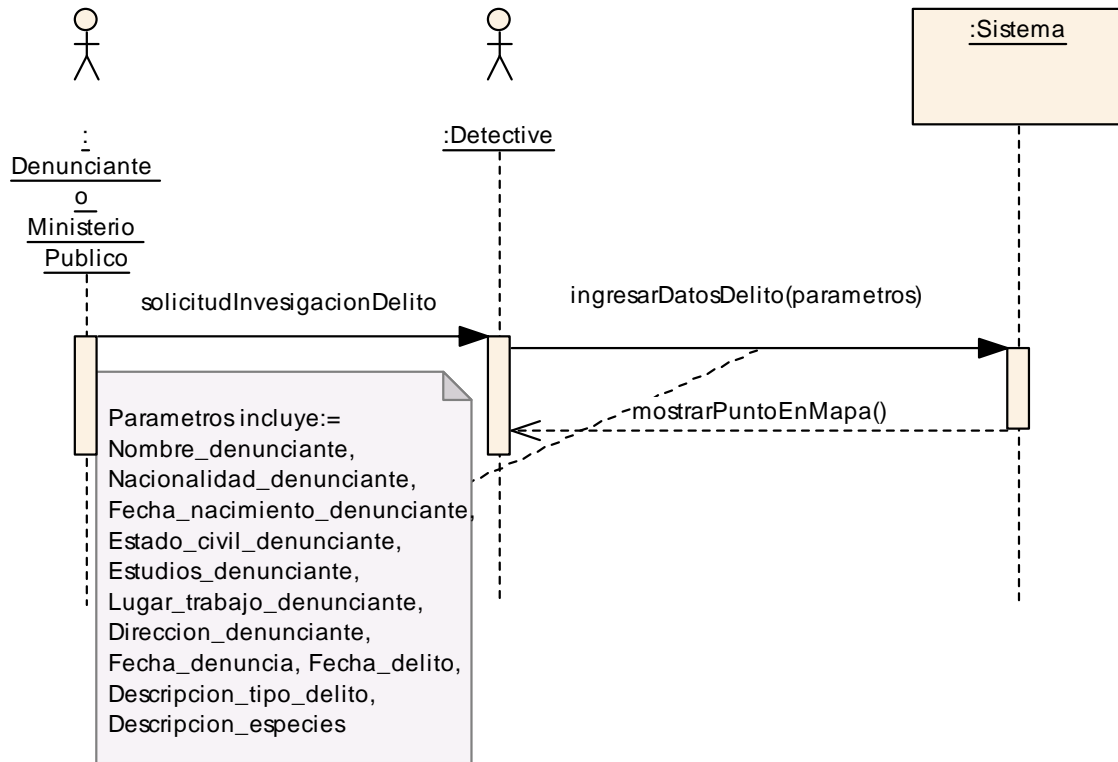 :
Denunciante
o
Ministerio
Publico
:Detective
:Sistema
solicitudInvesigacionDelito
ingresarDatosDelito(parametros)
mostrarPuntoEnMapa()
Parametros incluye:=
Nombre_denunciante,
Nacionalidad_denunciante,
Fecha_nacimiento_denunciante,
Estado_civil_denunciante,
Estudios_denunciante,
Lugar_trabajo_denunciante,
Direccion_denunciante,
Fecha_denuncia, Fecha_delito,
Descripcion_tipo_delito,
Descripcion_especies